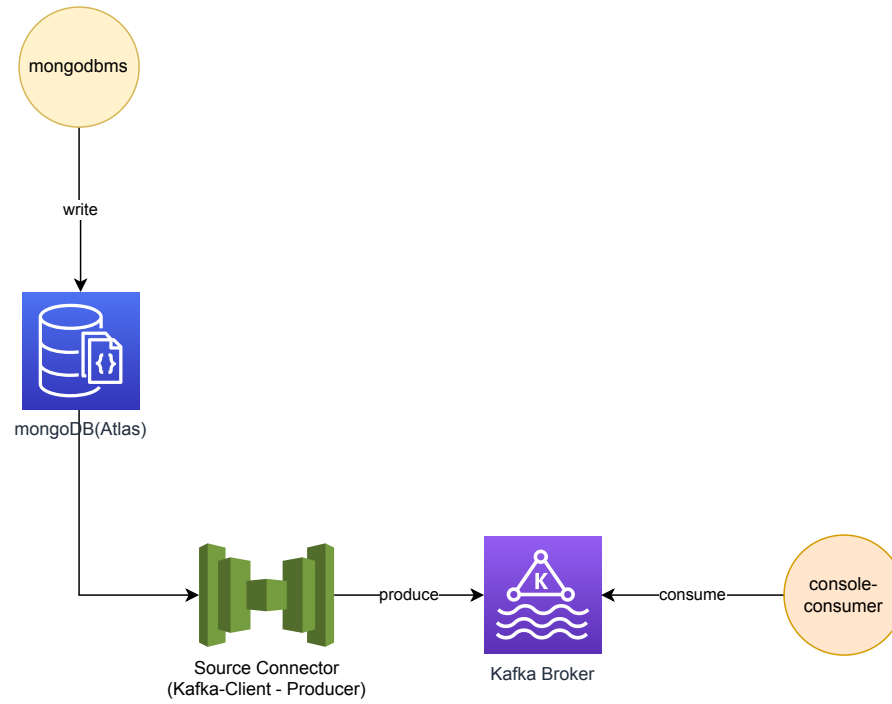 mongodbms
write
{}
mongoDB(Atlas)
K
produce
consume
console-
consumer
Source Connector
(Kafka-Client - Producer)
Kafka Broker